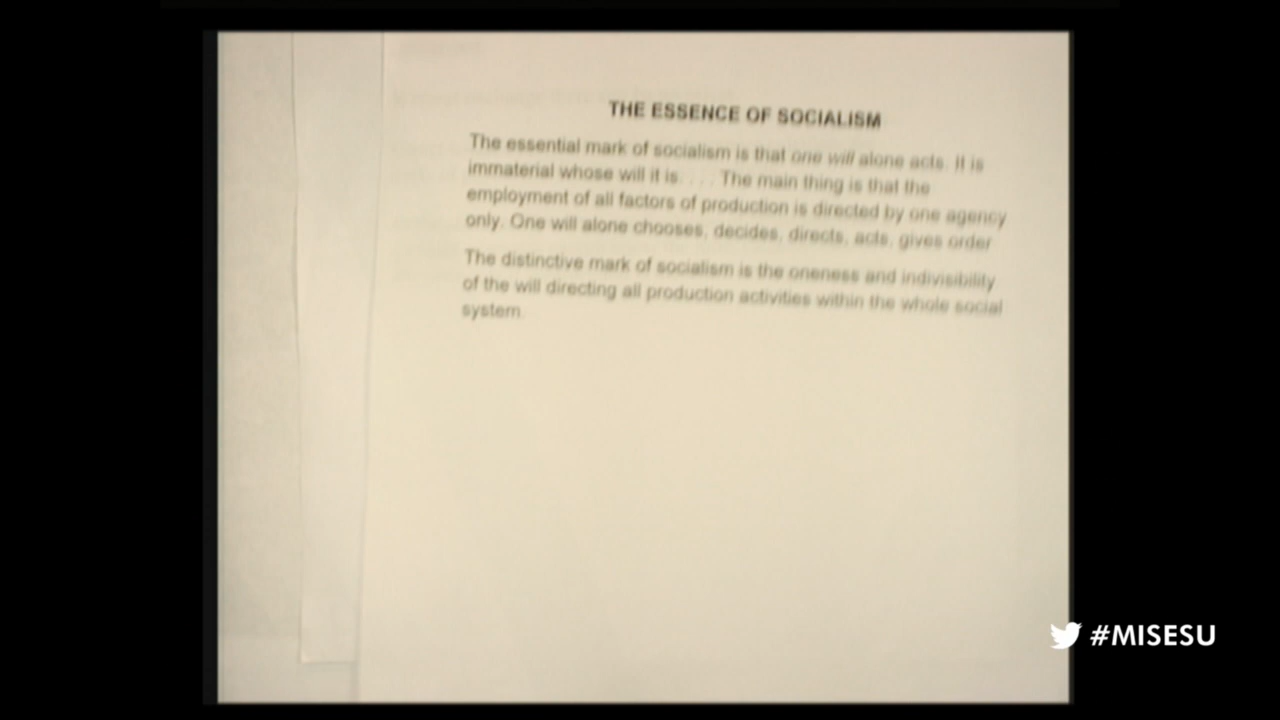 THE ESSENCE OF SOCIALISM
The essential mark of socialism is that one will alone acts. It is
immaterial whose will it is. . . . The main thing is that the
employment of all factors of production is directed by one agency
only. One will alone chooses, decides, directs, acts, gives order
The distinctive mark of socialism is the oneness and indivisibility
of the will directing all production activities within the whole social
system.
#MISESU